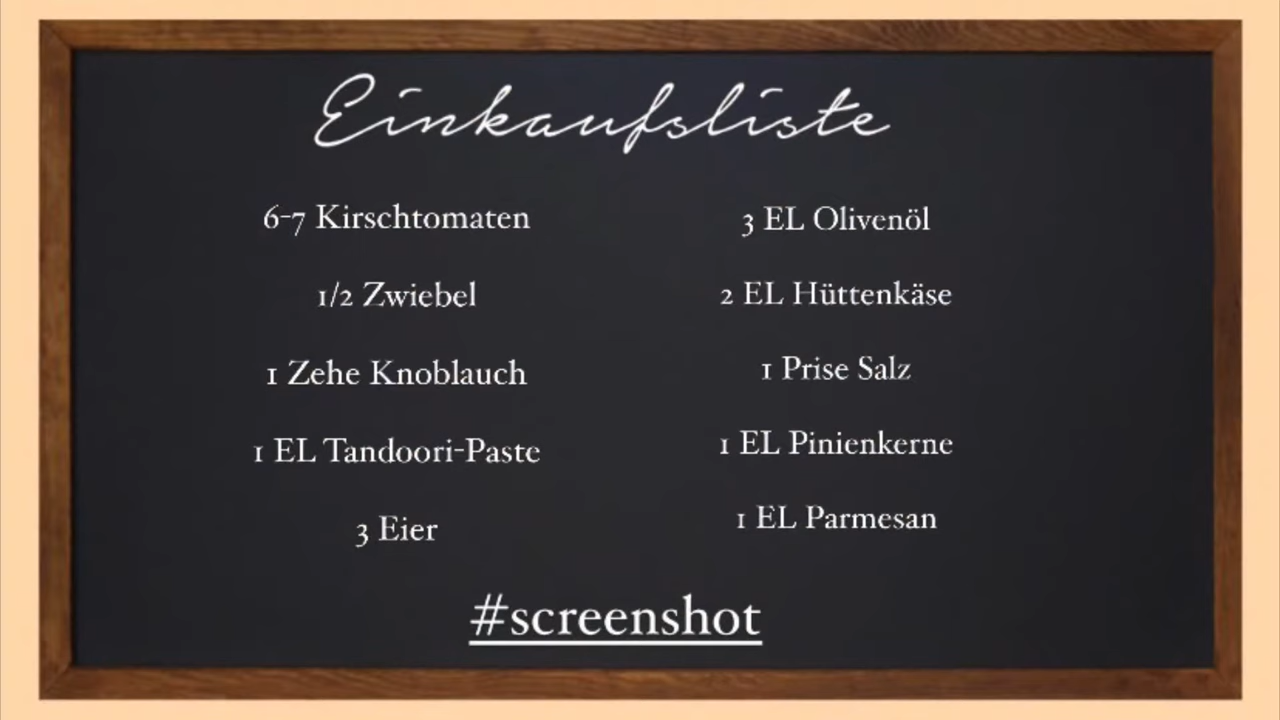 Einkaufsliste
6-7 Kirschtomaten
1/2 Zwiebel
1 Zehe Knoblauch
1 EL Tandoori-Paste
3 Eier
3 EL Olivenöl
2 EL Hüttenkäse
1 Prise Salz
1 EL Pinienkerne
1 EL Parmesan
#screenshot